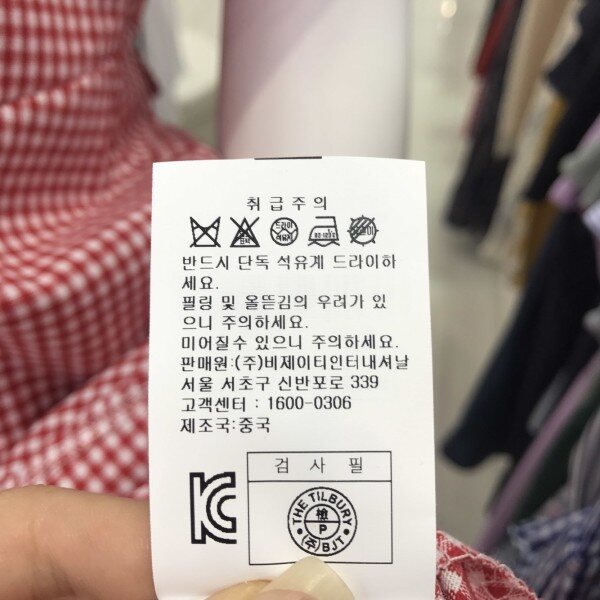 취급주의
드라이
석유계
80-120℃
반드시 단독 석유계 드라이하
세요.
필링 및 올뜯김의 우려가 있
으니 주의하세요.
미어질수 있으니 주의하세요.
판매원:(주)비제이티인터내셔날
서울 서초구 신반포로 339
고객센터 : 1600-0306
제조국:중국
검 사 필
THE TILBURY
檢
P
(주)BJT